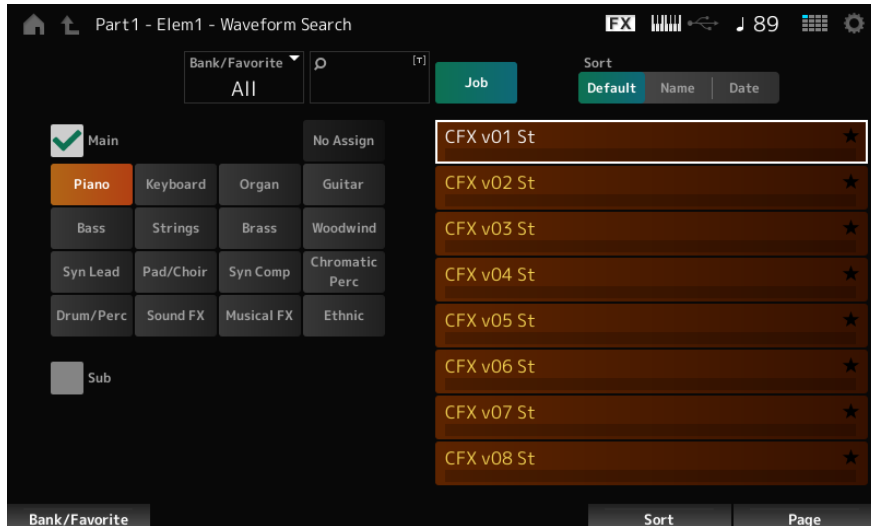 Part1 - Elem1 - Waveform Search
FX
♩ 89
Bank/Favorite
All
[T]
Job
Sort
Default
Name
Date
Main
No Assign
Piano
Keyboard
Organ
Guitar
Bass
Strings
Brass
Woodwind
Syn Lead
Pad/Choir
Syn Comp
Chromatic
Perc
Drum/Perc
Sound FX
Musical FX
Ethnic
Sub
CFX v01 St
CFX v02 St
CFX v03 St
CFX v04 St
CFX v05 St
CFX v06 St
CFX v07 St
CFX v08 St
Bank/Favorite
Sort
Page